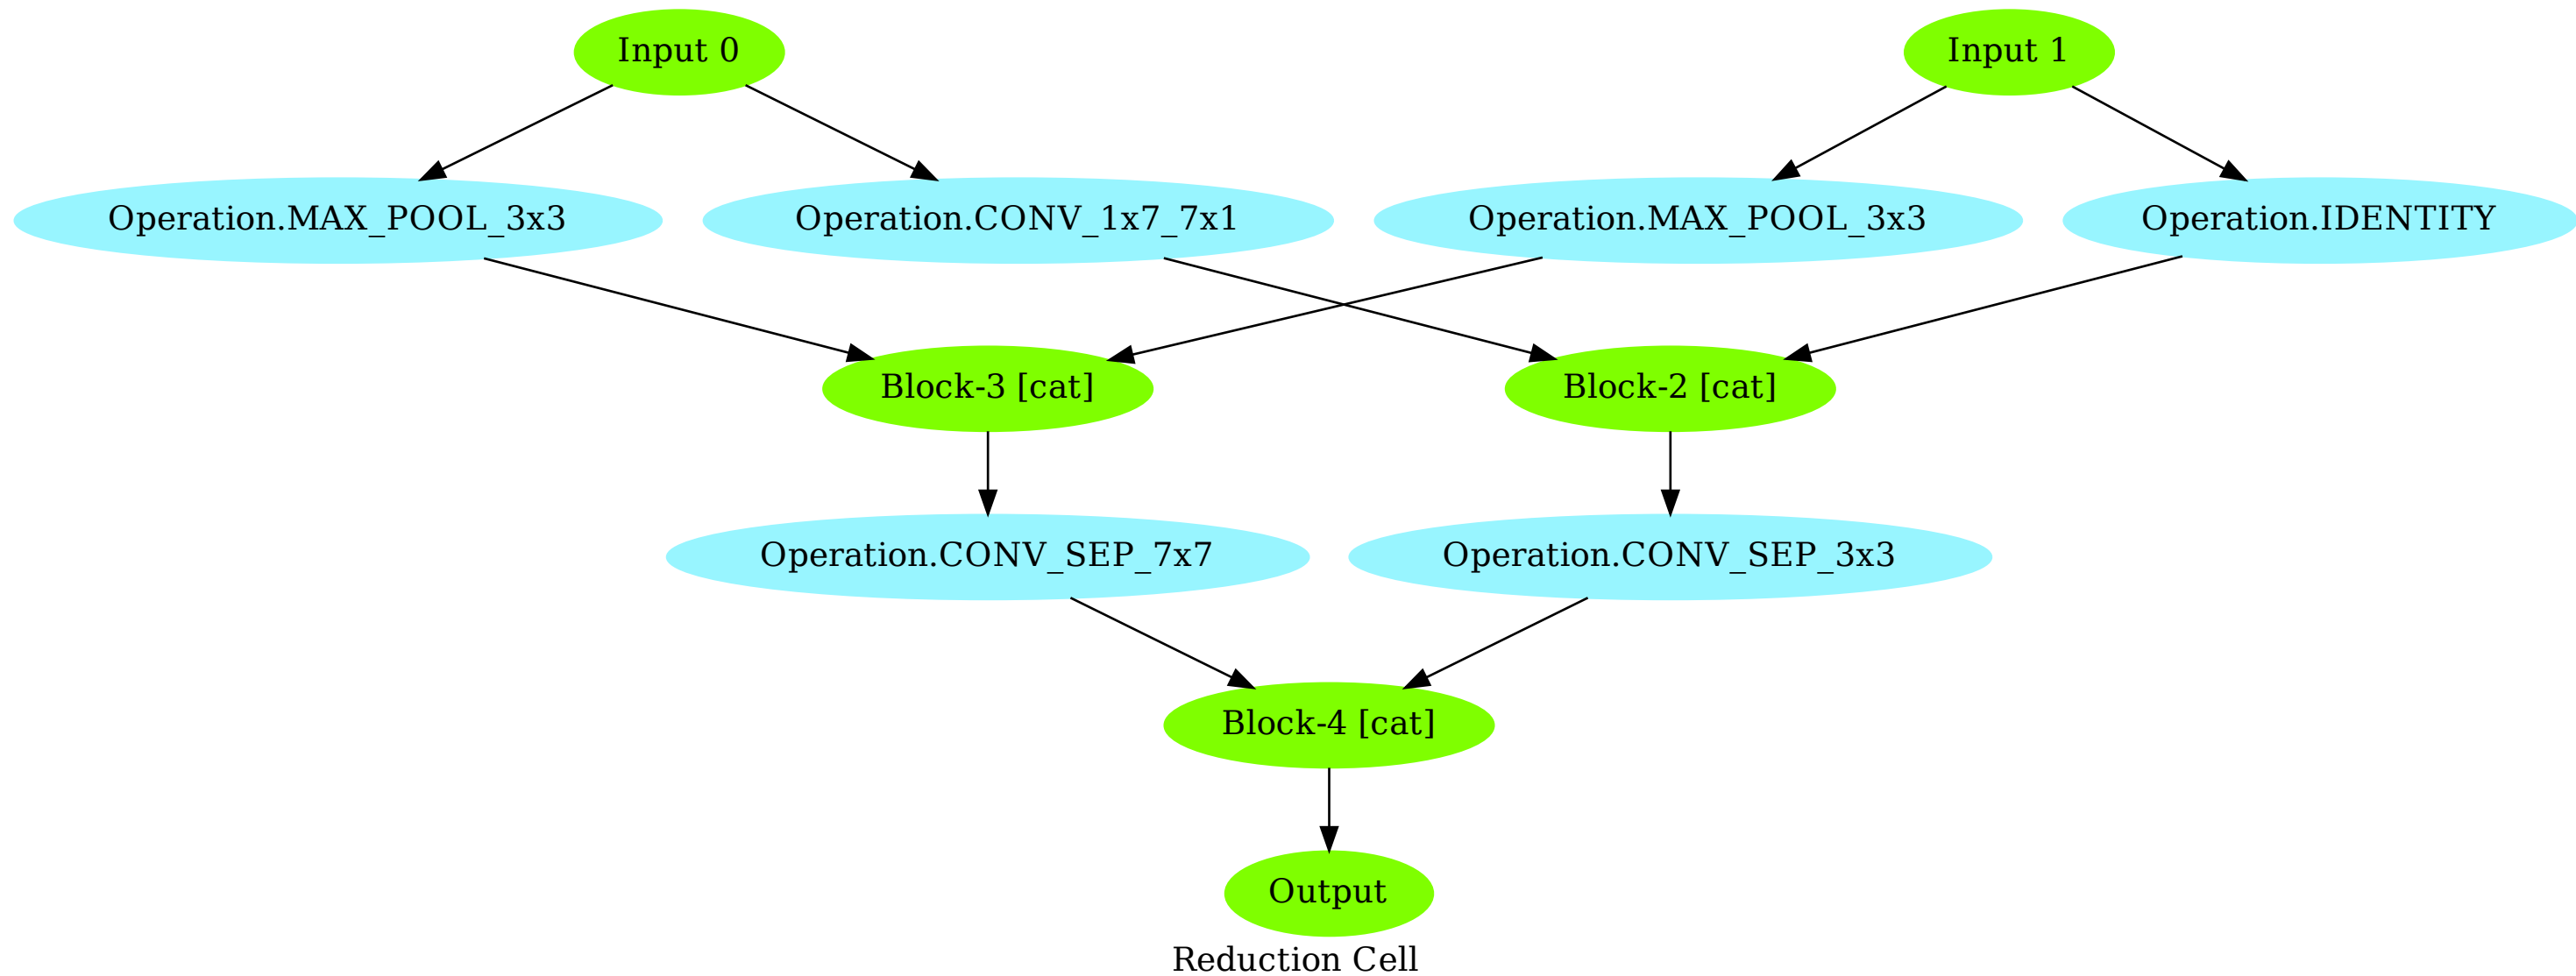 Input 0
Input 1
Operation.MAX_POOL_3x3
Operation.CONV_1x7_7x1
Operation.MAX_POOL_3x3
Operation.IDENTITY
Block-3 [cat]
Block-2 [cat]
Operation.CONV_SEP_7x7
Operation.CONV_SEP_3x3
Block-4 [cat]
Output
Reduction Cell